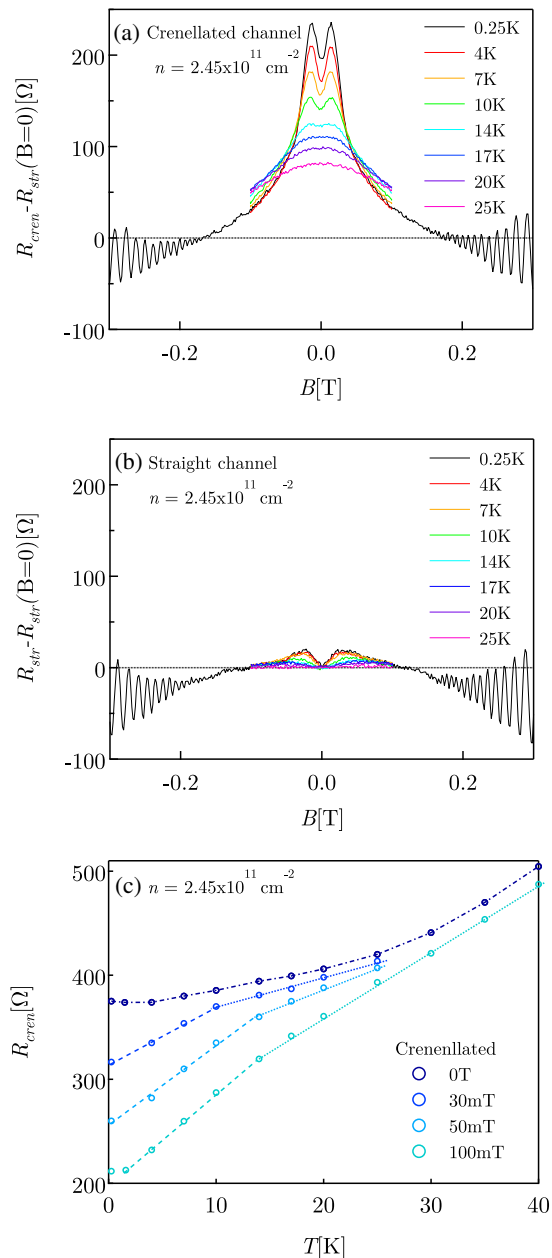 (a) Crenellated channel
n = 2.45x10^11 cm^-2
0.25K
4K
7K
10K
14K
17K
20K
25K
R_cren-R_str(B=0)[Ω]
200
100
0
-100
-0.2 0.0 0.2
B[T]
(b) Straight channel
n = 2.45x10^11 cm^-2
0.25K
4K
7K
10K
14K
17K
20K
25K
R_str-R_str(B=0)[Ω]
200
100
0
-100
-0.2 0.0 0.2
B[T]
(c) n = 2.45x10^11 cm^-2
R_cren[Ω]
500
400
300
200
Crenenllated
0T
30mT
50mT
100mT
0 10 20 30 40
T[K]